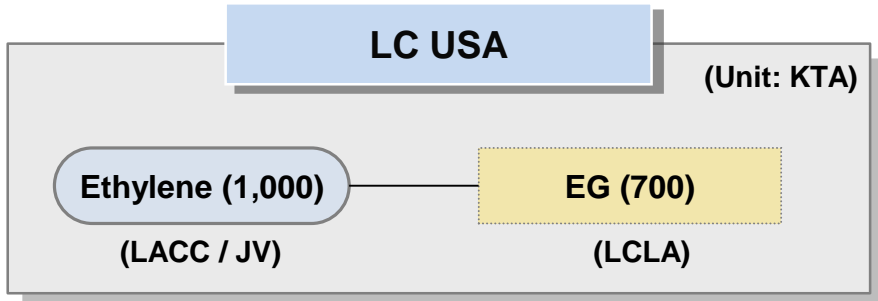 LC USA
(Unit: KTA)
Ethylene (1,000)
EG (700)
(LACC / JV)
(LCLA)